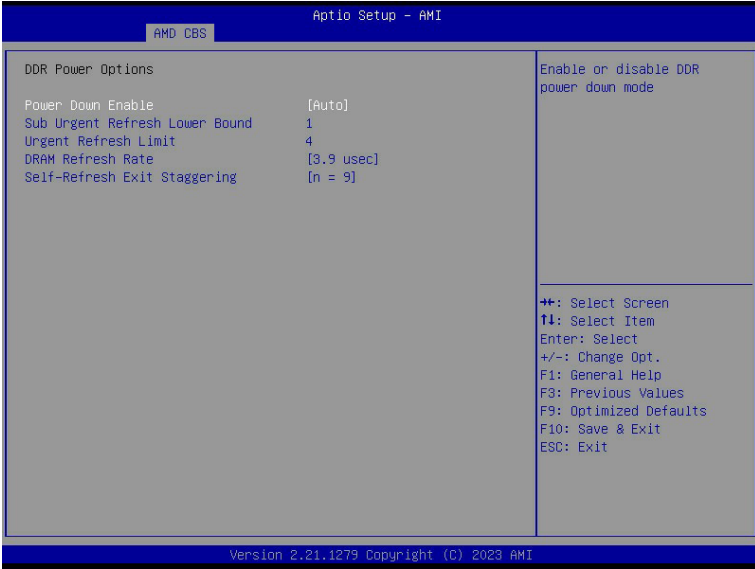 Aptio Setup – AMI
AMD CBS
DDR Power Options
Power Down Enable [Auto]
Sub Urgent Refresh Lower Bound 1
Urgent Refresh Limit 4
DRAM Refresh Rate [3.9 usec]
Self-Refresh Exit Staggering [n = 9]
Enable or disable DDR
power down mode
→←: Select Screen
↑↓: Select Item
Enter: Select
+/-: Change Opt.
F1: General Help
F3: Previous Values
F9: Optimized Defaults
F10: Save & Exit
ESC: Exit
Version 2.21.1279 Copyright (C) 2023 AMI